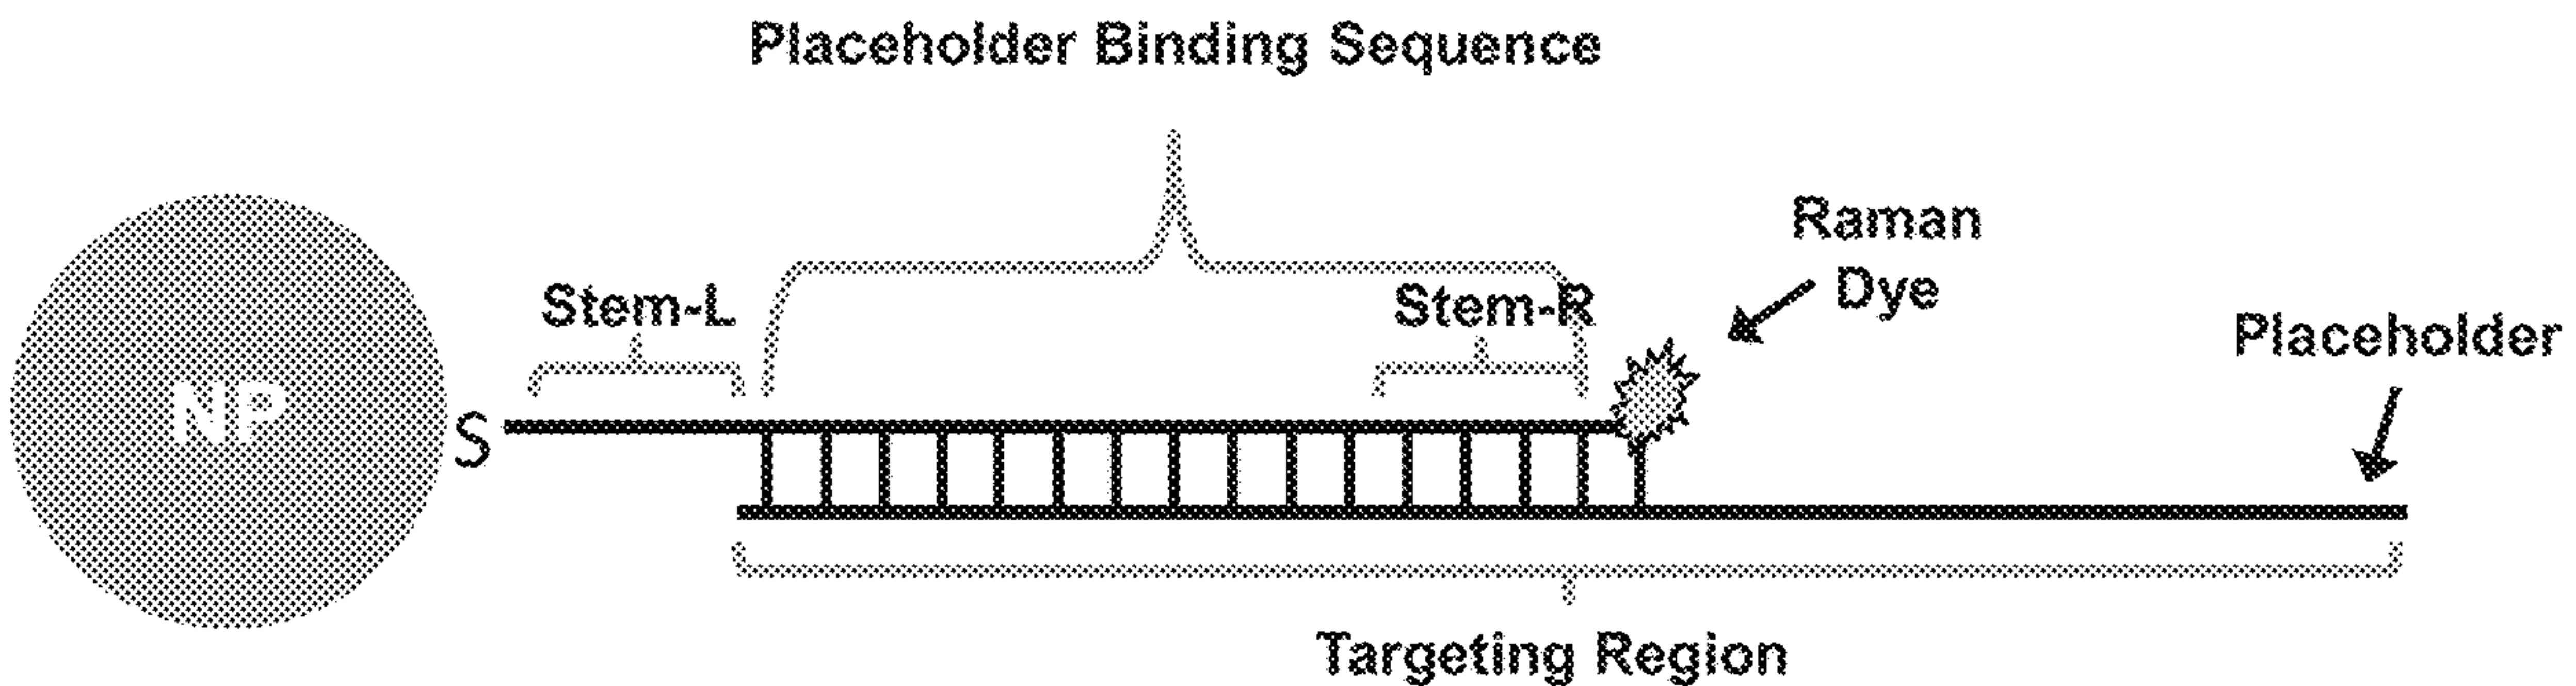 Placeholder Binding Sequence
Raman
Dye
Stem-L
Stem-R
Placeholder
NP
S
Targeting Region